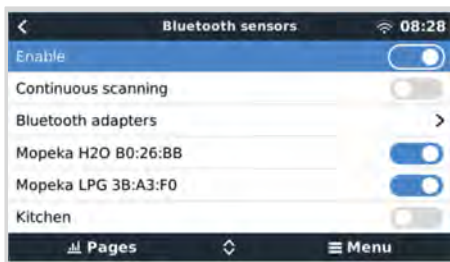 Bluetooth sensors 08:28
Enable
Continuous scanning
Bluetooth adapters
Mopeka H2O B0:26:BB
Mopeka LPG 3B:A3:F0
Kitchen
Pages Menu